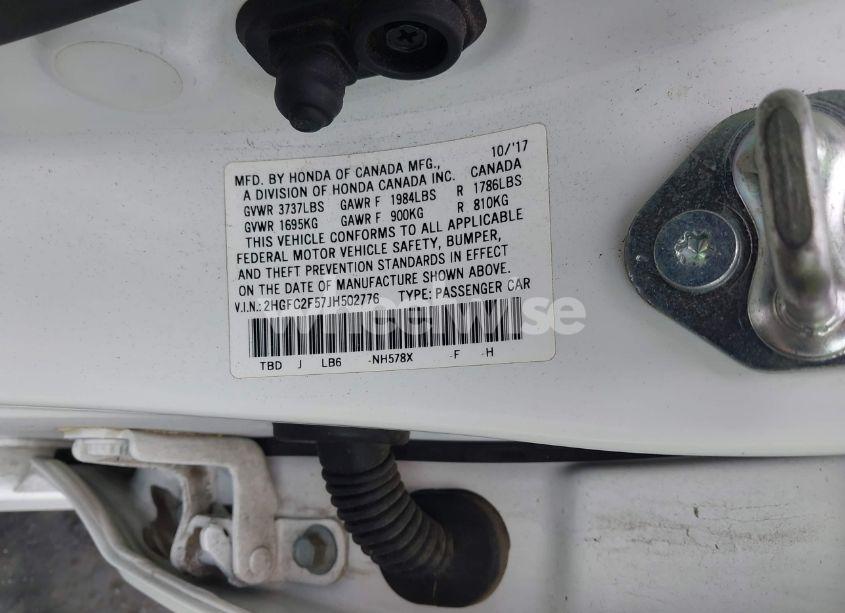 MFD. BY HONDA OF CANADA MFG., 10/'17
A DIVISION OF HONDA CANADA INC. CANADA
GVWR 3737LBS GAWR F 1984LBS R 1786LBS
GVWR 1695KG GAWR F 900KG R 810KG
THIS VEHICLE CONFORMS TO ALL APPLICABLE
FEDERAL MOTOR VEHICLE SAFETY, BUMPER,
AND THEFT PREVENTION STANDARDS IN EFFECT
ON THE DATE OF MANUFACTURE SHOWN ABOVE.
V.I.N.: 2HGFC2F57JH502776 TYPE: PASSENGER CAR
wheelwise
TBD J LB6 -NH578X -F -H